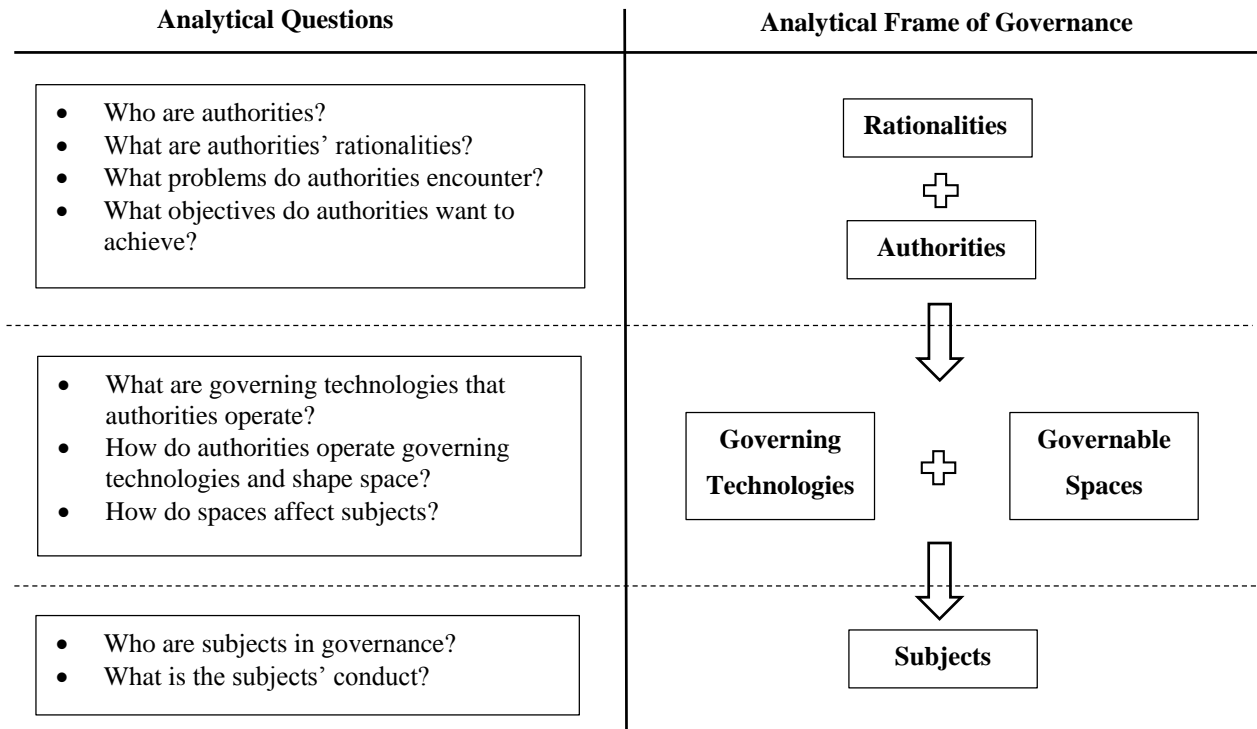 Analytical Questions
Analytical Frame of Governance
• Who are authorities?
• What are authorities’ rationalities?
• What problems do authorities encounter?
• What objectives do authorities want to
achieve?
Rationalities
Authorities
• What are governing technologies that
authorities operate?
• How do authorities operate governing
technologies and shape space?
• How do spaces affect subjects?
Governing
Technologies
Governable
Spaces
• Who are subjects in governance?
• What is the subjects’ conduct?
Subjects